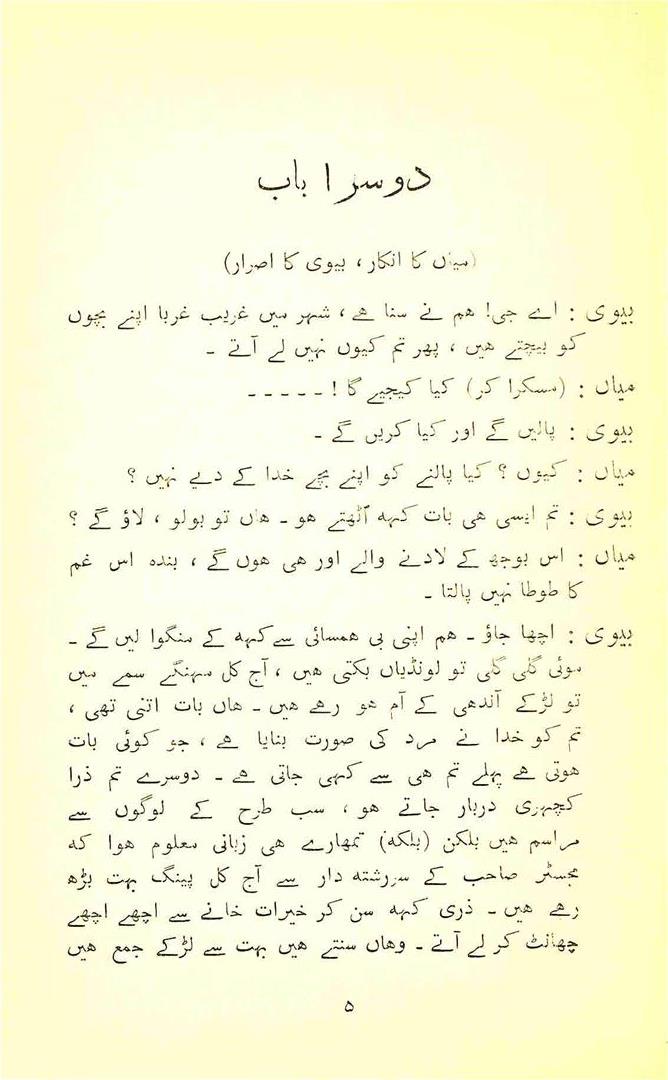 دوسرا باب
(میاں کا انکار، بیوی کا اصرار)
بیوی : اے جی! ہم نے سنا ہے، شہر میں غریب غربا اپنے بچوں
کو بیچتے ہیں، پھر تم کیوں نہیں لے آتے ۔
میاں : (مسکرا کر) کیا کیجیے گا ! ۔ ۔ ۔ ۔ ۔
بیوی : پالیں گے اور کیا کریں گے ۔
میاں : کیوں ؟ کیا پالنے کو اپنے بچے خدا کے دیے نہیں ؟
بیوی : تم ایسی ہی بات کہہ اٹھتے ہو ۔ ہاں تو بولو، لاؤ گے ؟
میاں : اس بوجھ کے لادنے والے اور ہی ہوں گے، بندہ اس غم
کا طوطا نہیں پالتا ۔
بیوی : اچھا جاؤ ۔ ہم اپنی بی ہمسائی سے کہہ کے منگوا لیں گے ۔
موئی گلی گلی تو لونڈیاں بکتی ہیں، آج کل مہنگے سمے میں
تو لڑکے آندھی کے آم ہو رہے ہیں ۔ ہاں بات اتنی تھی،
تم کو خدا نے مرد کی صورت بنایا ہے، جو کوئی بات
ہوتی ہے پہلے تم ہی سے کہی جاتی ہے ۔ دوسرے تم ذرا
کچہری دربار جاتے ہو، سب طرح کے لوگوں سے
مراسم ہیں بلکن (بلکہ) تمہارے ہی زبانی معلوم ہوا کہ
مجسٹر صاحب کے سررشتہ دار سے آج کل پینگ بہت بڑھ
رہے ہیں ۔ ذری کہہ سن کر خیرات خانے سے اچھے اچھے
چھانٹ کر لے آتے ۔ وہاں سنتے ہیں بہت سے لڑکے جمع ہیں
۵